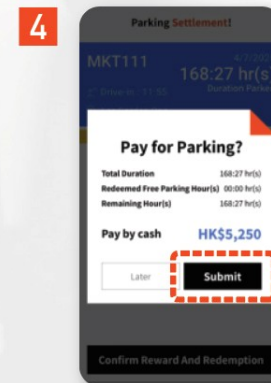 4
Parking Settlement!
MKT111
168:27 hr(s)
Pay for Parking?
Total Duration 168:27 hr(s)
Redeemed Free Parking Hour(s) 00:00 hr(s)
Remaining Hour(s) 168:27 hr(s)
Pay by cash HK$5,250
Later Submit
Confirm Reward And Redemption